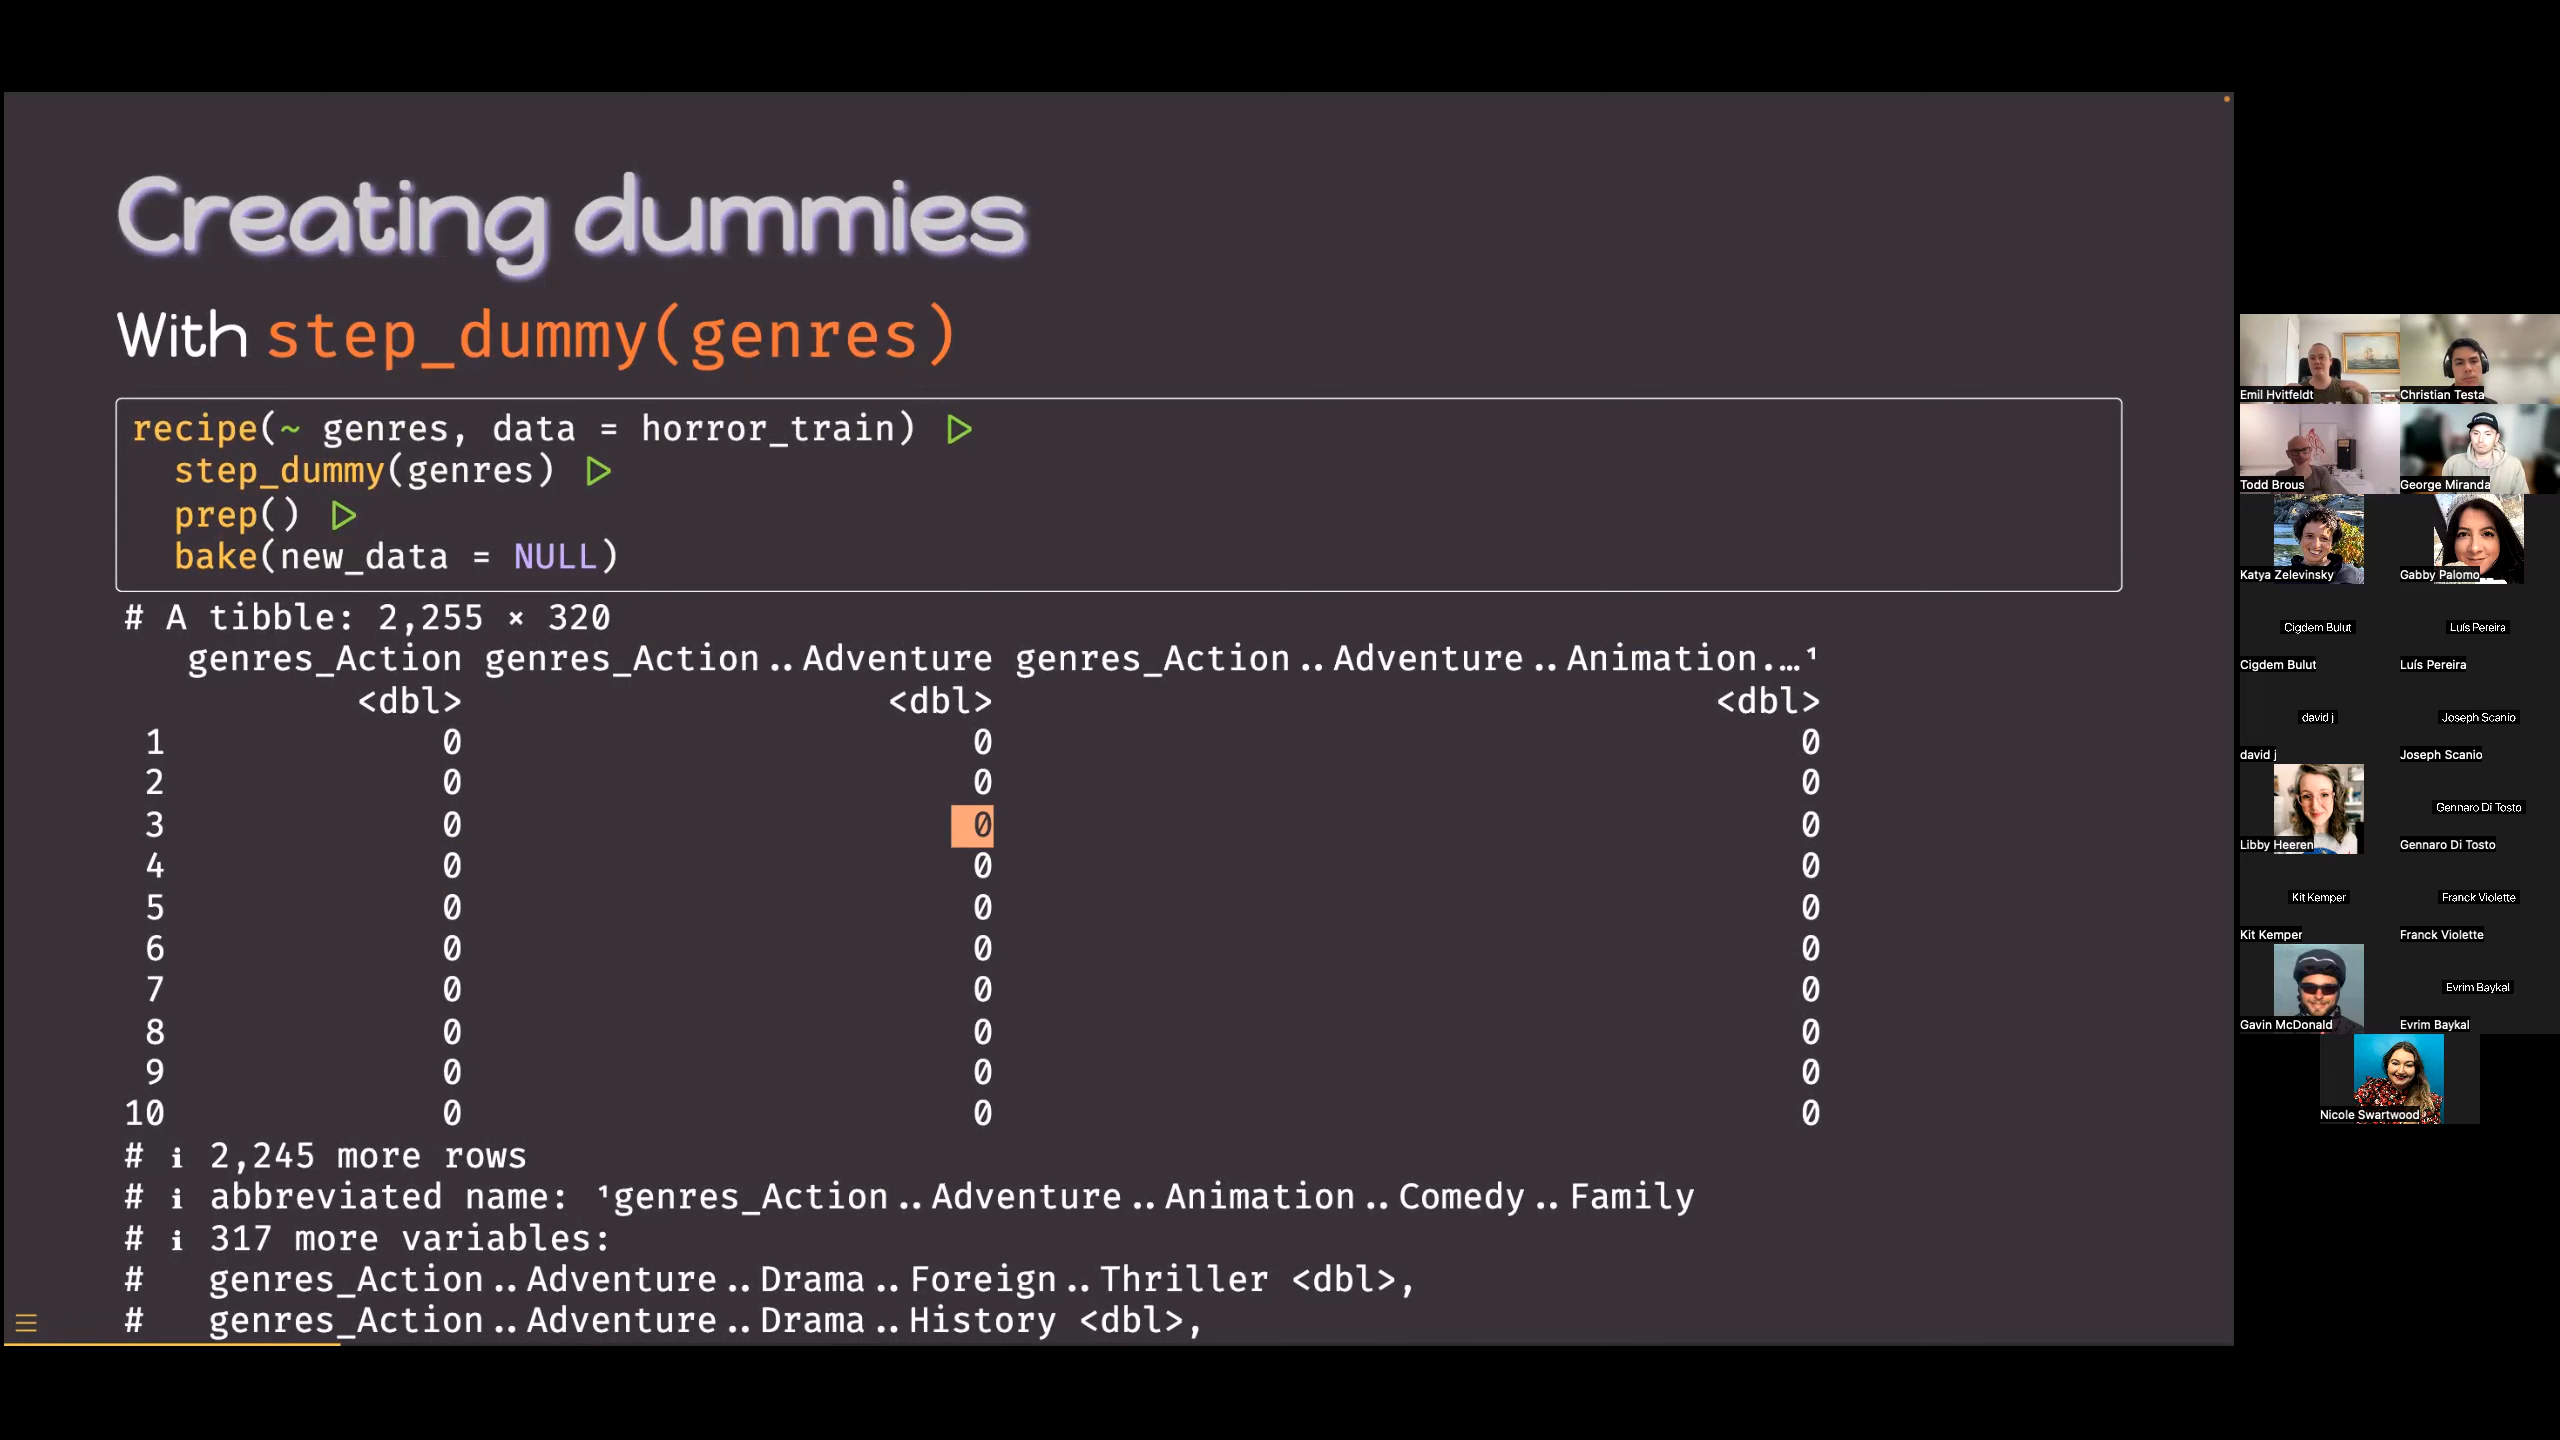 Creating dummies
With step_dummy(genres)
recipe(~ genres, data = horror_train) ▷
step_dummy(genres) ▷
prep() ▷
bake(new_data = NULL)
# A tibble: 2,255 × 320
genres_Action genres_Action..Adventure genres_Action..Adventure..Animation.…¹
<dbl> <dbl> <dbl>
1 0 0 0
2 0 0 0
3 0 0 0
4 0 0 0
5 0 0 0
6 0 0 0
7 0 0 0
8 0 0 0
9 0 0 0
10 0 0 0
# ℹ 2,245 more rows
# ℹ abbreviated name: ¹genres_Action..Adventure..Animation..Comedy..Family
# ℹ 317 more variables:
# genres_Action..Adventure..Drama..Foreign..Thriller <dbl>,
# genres_Action..Adventure..Drama..History <dbl>,
Emil Hvitfeldt Christian Testa
Todd Brous George Miranda
Katya Zelevinsky Gabby Palomo
Cigdem Bulut Luís Pereira
Cigdem Bulut Luís Pereira
david j Joseph Scanio
david j Joseph Scanio
Gennaro Di Tosto
Libby Heeren Gennaro Di Tosto
Kit Kemper Franck Violette
Kit Kemper Franck Violette
Evrim Baykal
Gavin McDonald Evrim Baykal
Nicole Swartwood